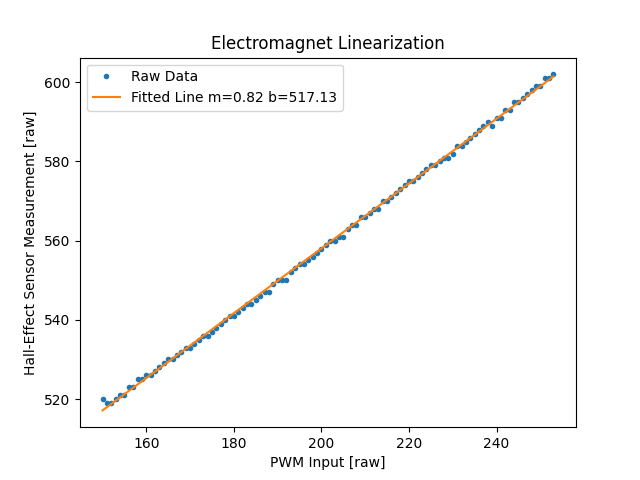 Electromagnet Linearization
Raw Data
Fitted Line m=0.82 b=517.13
Hall-Effect Sensor Measurement [raw]
600
580
560
540
520
160
180
200
220
240
PWM Input [raw]